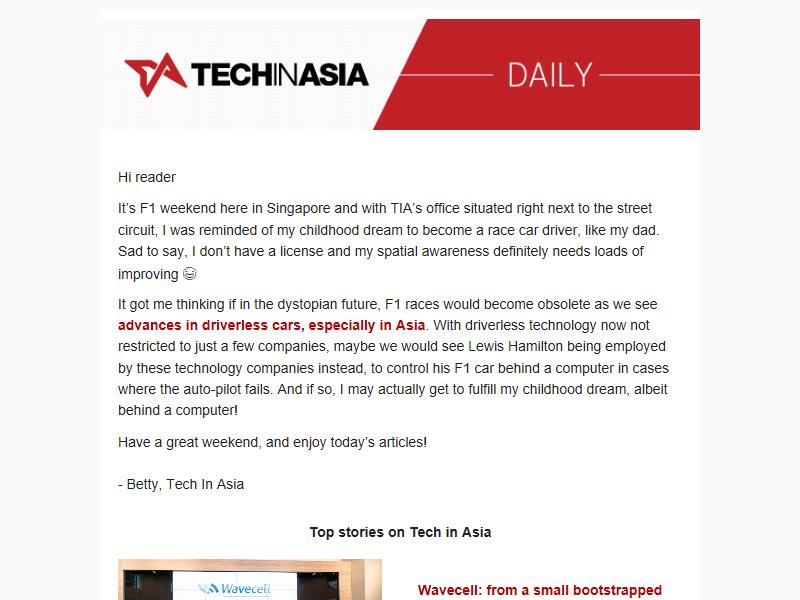 TECHINASIA
DAILY
Hi reader
It’s F1 weekend here in Singapore and with TIA’s office situated right next to the street
circuit, I was reminded of my childhood dream to become a race car driver, like my dad.
Sad to say, I don’t have a license and my spatial awareness definitely needs loads of
improving 😅
It got me thinking if in the dystopian future, F1 races would become obsolete as we see
advances in driverless cars, especially in Asia. With driverless technology now not
restricted to just a few companies, maybe we would see Lewis Hamilton being employed
by these technology companies instead, to control his F1 car behind a computer in cases
where the auto-pilot fails. And if so, I may actually get to fulfill my childhood dream, albeit
behind a computer!
Have a great weekend, and enjoy today’s articles!
- Betty, Tech In Asia
Top stories on Tech in Asia
Wavecell
Wavecell: from a small bootstrapped